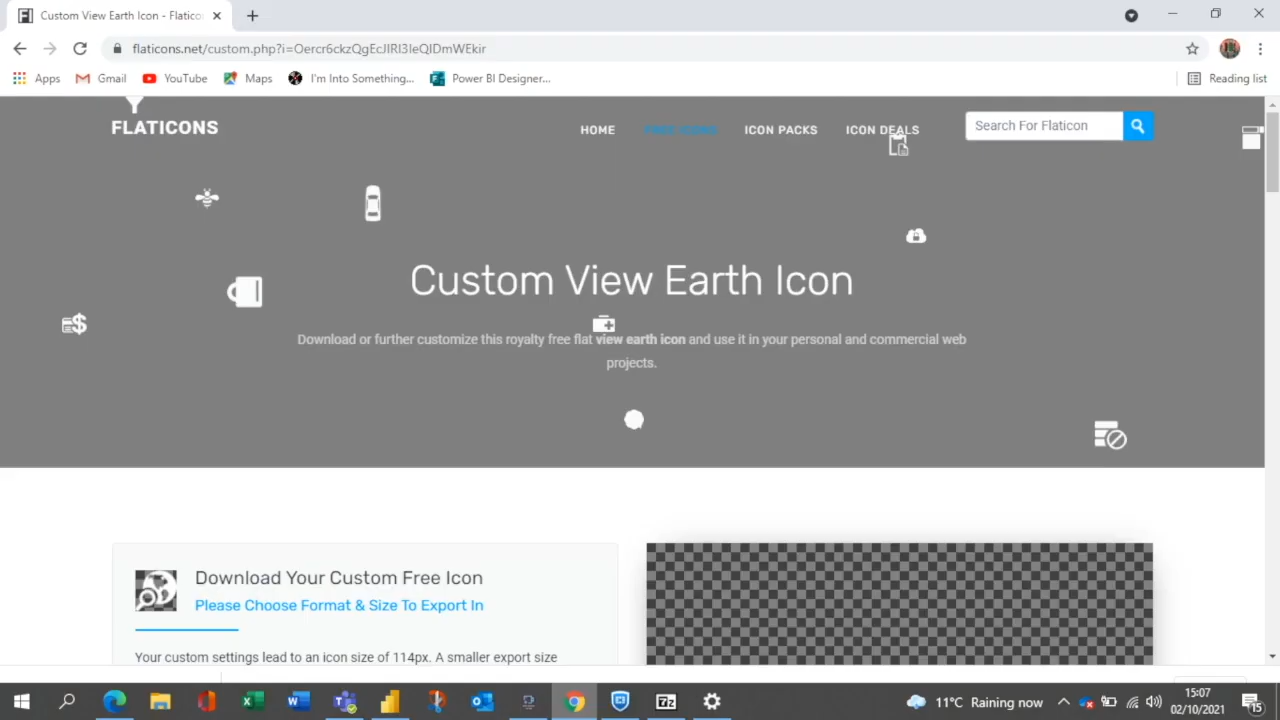 Custom View Earth Icon - Flatico
flaticons.net/custom.php?i=Oercr6ckzQgEcJIRI3IeQIDmWEkir
Apps Gmail YouTube Maps I'm Into Something... Power BI Designer... Reading list
FLATICONS
HOME FREE ICONS ICON PACKS ICON DEALS Search For Flaticon
Custom View Earth Icon
Download or further customize this royalty free flat view earth icon and use it in your personal and commercial web
projects.
Download Your Custom Free Icon
Please Choose Format & Size To Export In
Your custom settings lead to an icon size of 114px. A smaller export size
11°C Raining now
15:07
02/10/2021
15